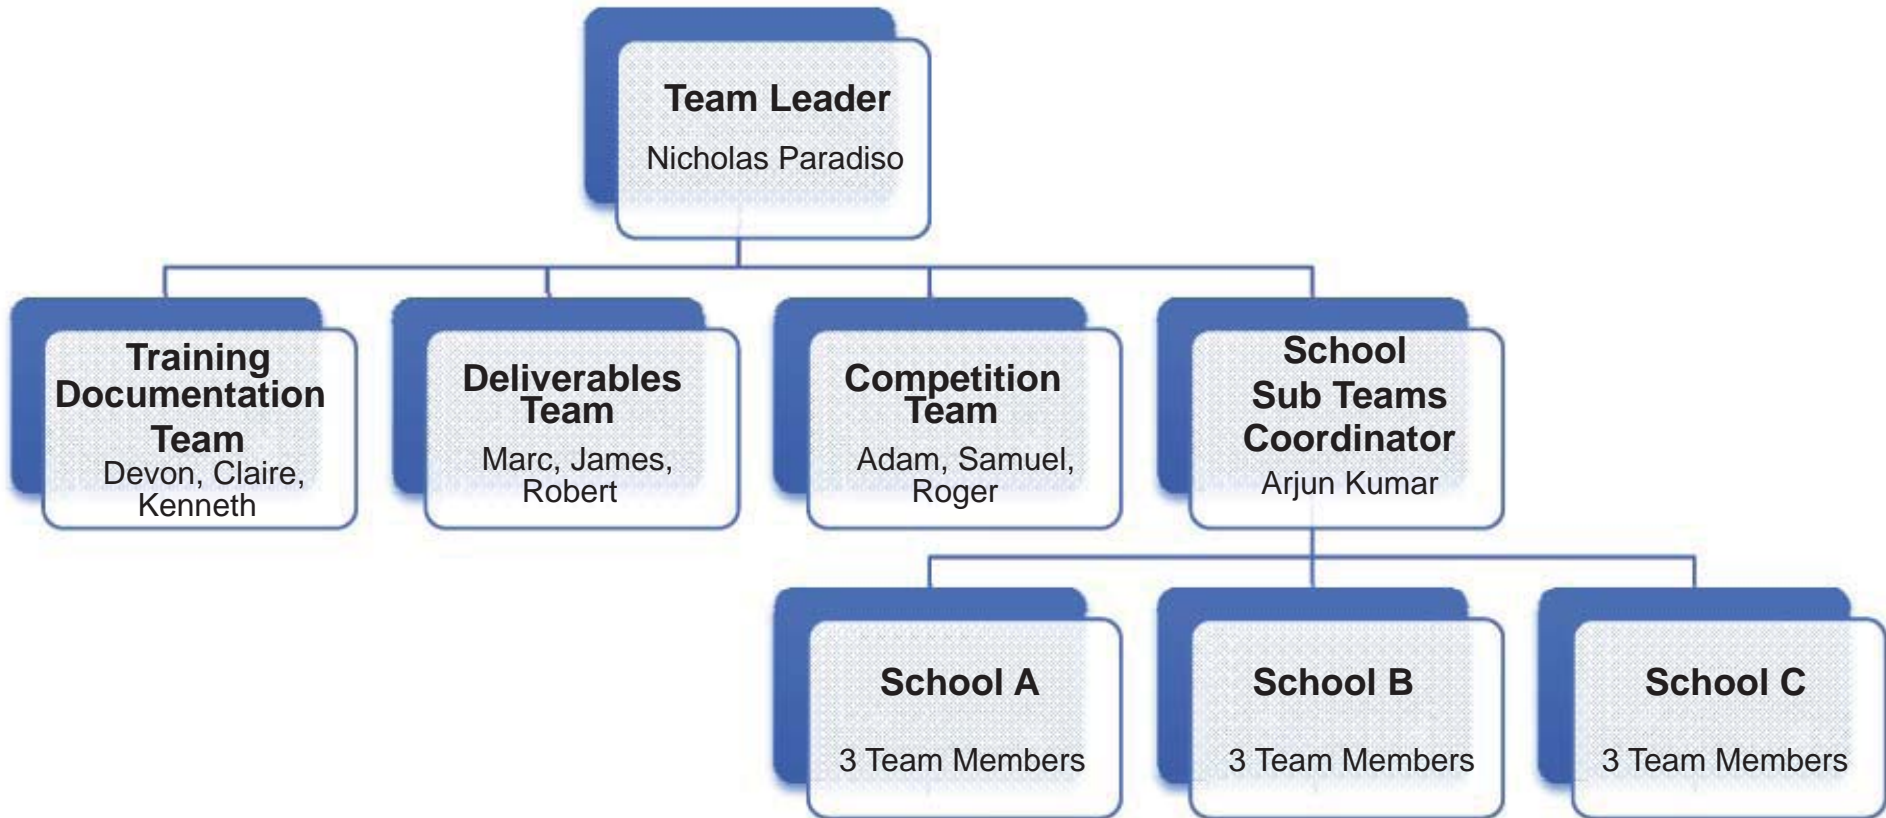 Team Leader
Nicholas Paradiso
Training
Documentation
Team
Devon, Claire,
Kenneth
Deliverables
Team
Marc, James,
Robert
Competition
Team
Adam, Samuel,
Roger
School
Sub Teams
Coordinator
Arjun Kumar
School A
3 Team Members
School B
3 Team Members
School C
3 Team Members